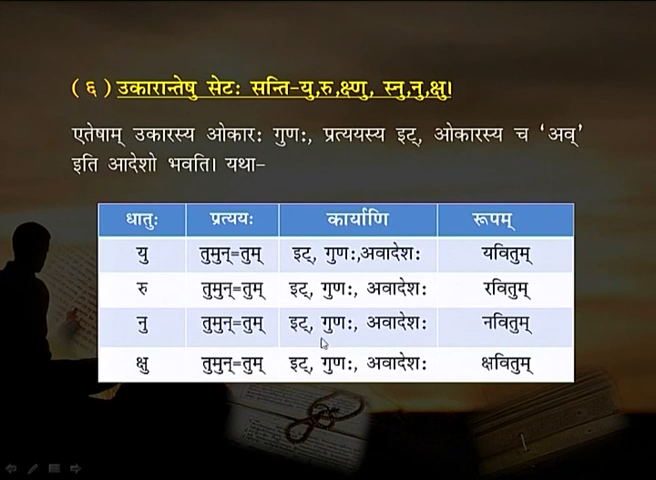 ( ६ ) उकारान्तेषु सेटः सन्ति-यु,रु,क्ष्णु, स्नु,नु,क्षु।
एतेषाम् उकारस्य ओकारः गुणः, प्रत्ययस्य इट्, ओकारस्य च ‘अव्’
इति आदेशो भवति। यथा-
धातुः प्रत्ययः कार्याणि रूपम्
यु तुमुन्=तुम् इट्, गुणः,अवादेशः यवितुम्
रु तुमुन्=तुम् इट्, गुणः, अवादेशः रवितुम्
नु तुमुन्=तुम् इट्, गुणः, अवादेशः नवितुम्
क्षु तुमुन्=तुम् इट्, गुणः, अवादेशः क्षवितुम्